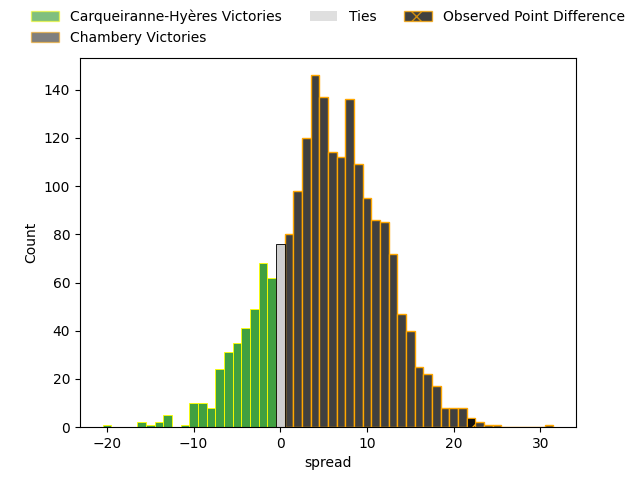 Carqueiranne-Hyères Victories
Ties
Observed Point Difference
Chambery Victories
140
120
100
80
60
40
20
0
Count
−20 −10 0 10 20 30
spread